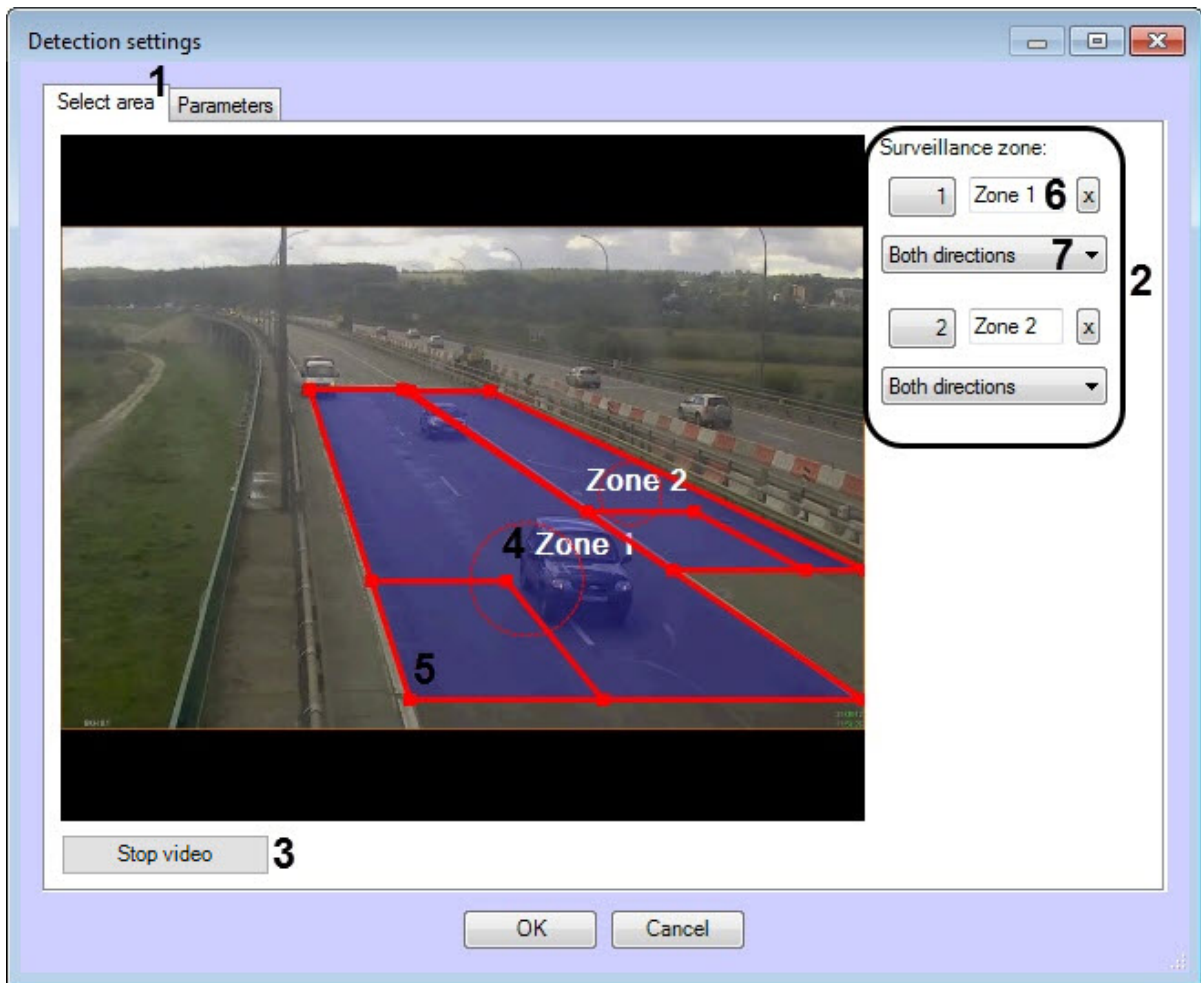 Detection settings
1
Select area
Parameters
Surveillance zone:
1 Zone 1 6 x
Both directions 7
2
2 Zone 2 x
Both directions
Zone 2
4 Zone 1
5
Stop video 3
OK Cancel